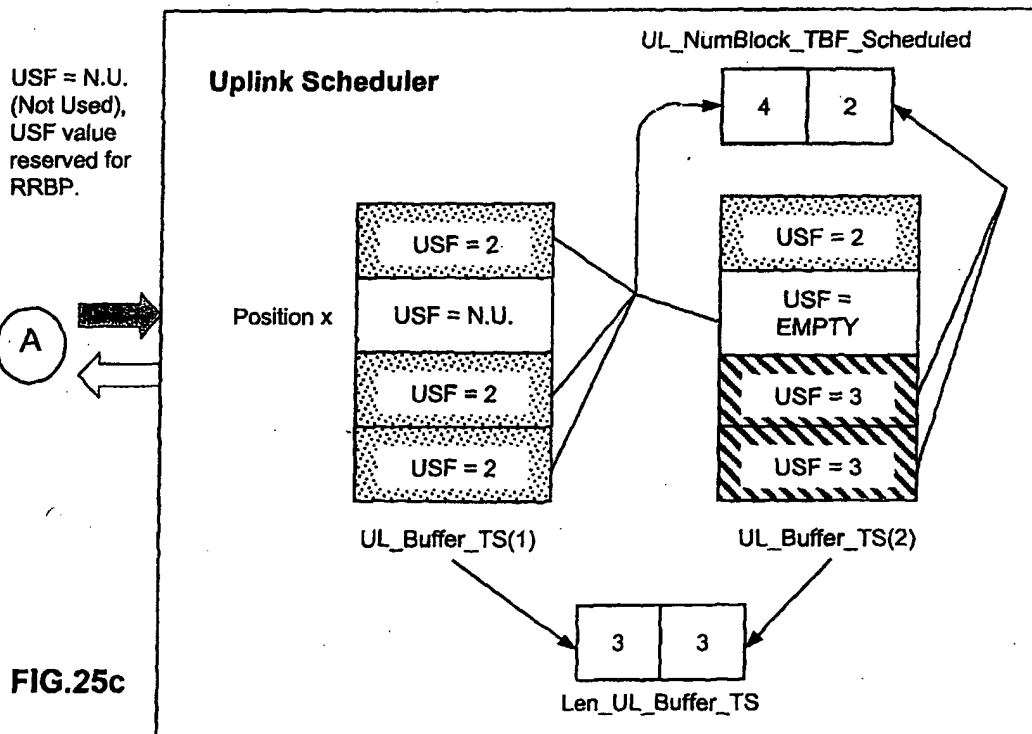 UL_NumBlock_TBF_Scheduled
USF = N.U.
(Not Used),
USF value
reserved for
RRBP.
Uplink Scheduler
4 2
USF = 2
USF = 2
Position x
USF = N.U.
USF =
EMPTY
A
USF = 2
USF = 3
USF = 2
USF = 3
UL_Buffer_TS(1)
UL_Buffer_TS(2)
3 3
Len_UL_Buffer_TS
FIG.25c